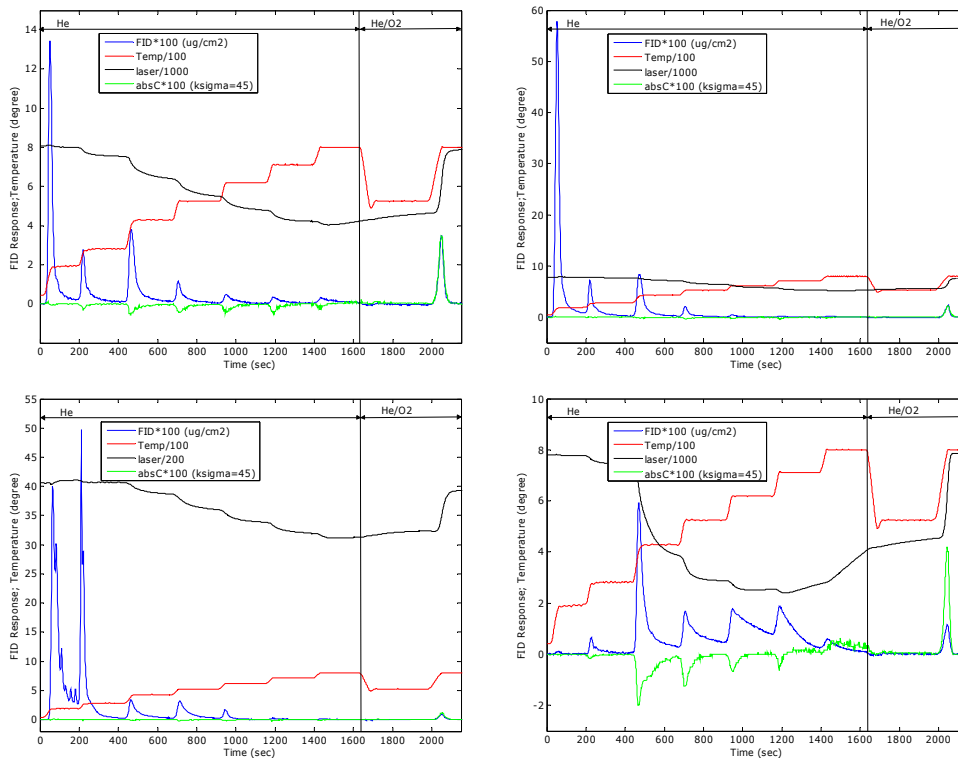 He
He/O2
15
14
12
10
8
6
4
2
0
FID*100 (ug/cm2)
Temp/100
laser/1000
absC*100 (ksigma=45)
FID Response;Temperature (degree)
0 200 400 600 800 1000 1200 1400 1600 1800 2000
Time (sec)
He
He/O2
60
50
40
30
20
10
0
FID*100 (ug/cm2)
Temp/100
laser/1000
absC*100 (ksigma=45)
FID Response;Temperature (degree)
0 200 400 600 800 1000 1200 1400 1600 1800 2000
Time (sec)
He
He/O2
55
50
45
40
35
30
25
20
15
10
5
0
FID*100 (ug/cm2)
Temp/100
laser/200
absC*100 (ksigma=45)
FID Response; Temperature (degree)
0 200 400 600 800 1000 1200 1400 1600 1800 2000
Time (sec)
He
He/O2
10
8
6
4
2
0
-2
FID*100 (ug/cm2)
Temp/100
laser/1000
absC*100 (ksigma=45)
FID Response; Temperature (degree)
0 200 400 600 800 1000 1200 1400 1600 1800 2000
Time (sec)